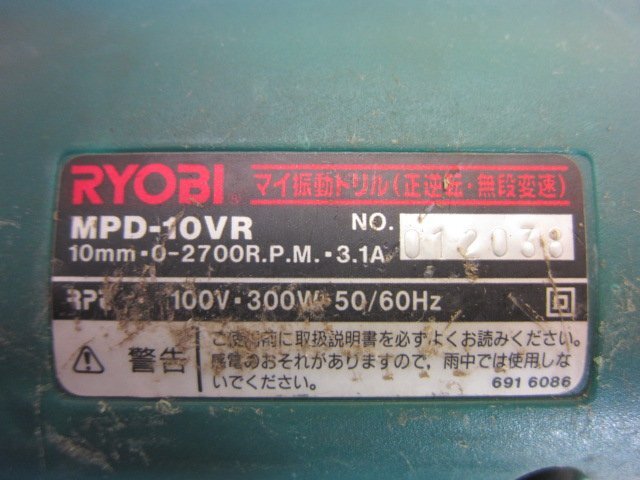 RYOBI® マイ振動ドリル(正逆転・無段変速)
MPD-10VR NO. 012038
10mm・0-2700R.P.M.・3.1A
100V・300W 50/60Hz
警告
ご使用前に取扱説明書を必ずよくお読みください。
感電のおそれがありますので,雨中では使用しな
いでください。
691 6086